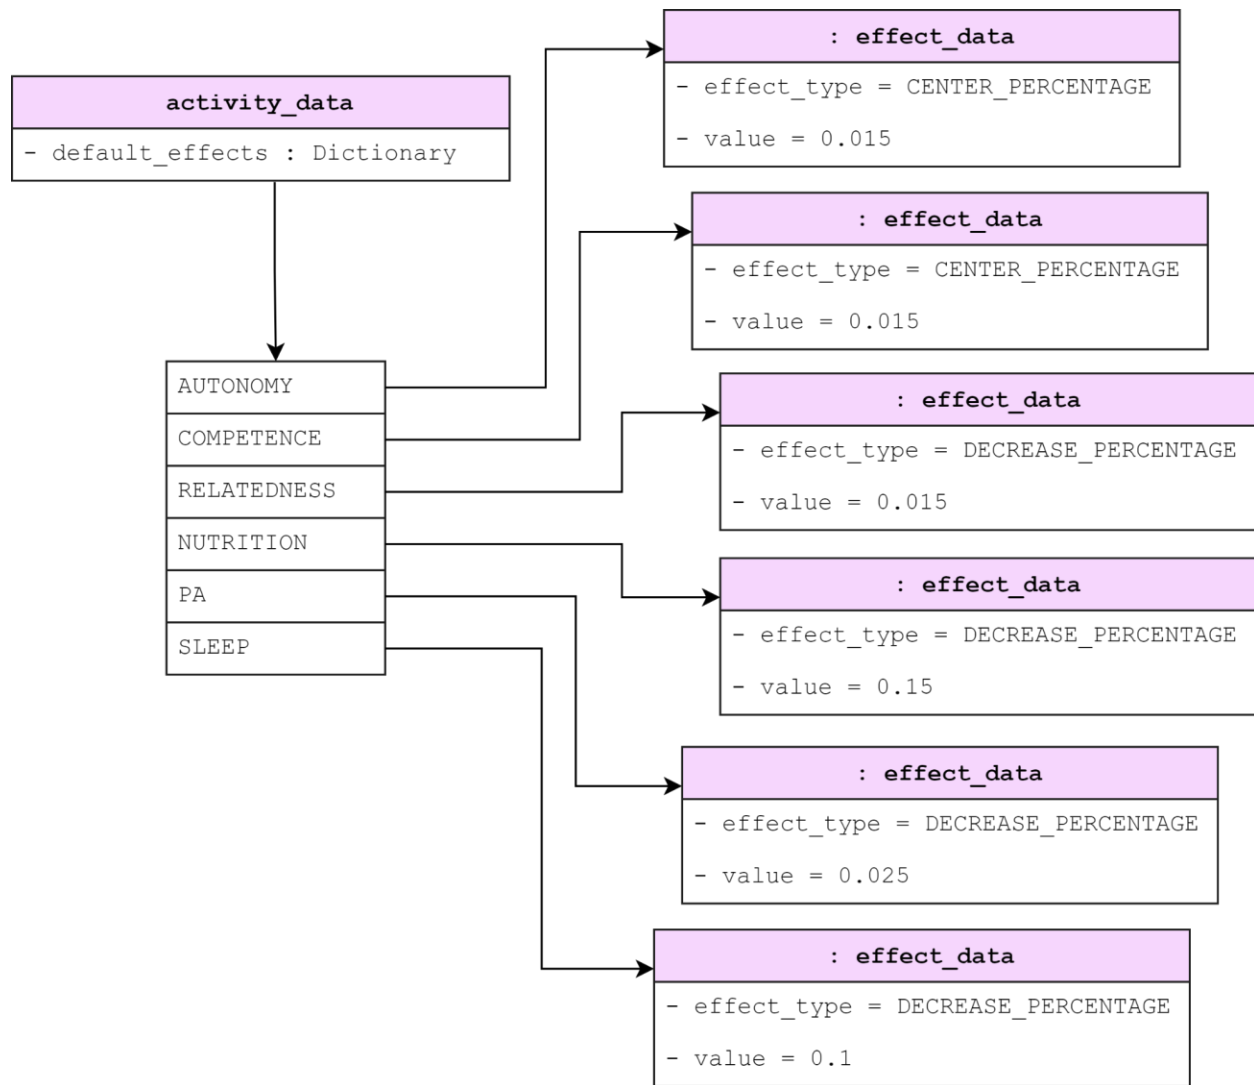 activity_data
- default_effects : Dictionary
AUTONOMY
COMPETENCE
RELATEDNESS
NUTRITION
PA
SLEEP
: effect_data
- effect_type = CENTER_PERCENTAGE
- value = 0.015
: effect_data
- effect_type = CENTER_PERCENTAGE
- value = 0.015
: effect_data
- effect_type = DECREASE_PERCENTAGE
- value = 0.015
: effect_data
- effect_type = DECREASE_PERCENTAGE
- value = 0.15
: effect_data
- effect_type = DECREASE_PERCENTAGE
- value = 0.025
: effect_data
- effect_type = DECREASE_PERCENTAGE
- value = 0.1